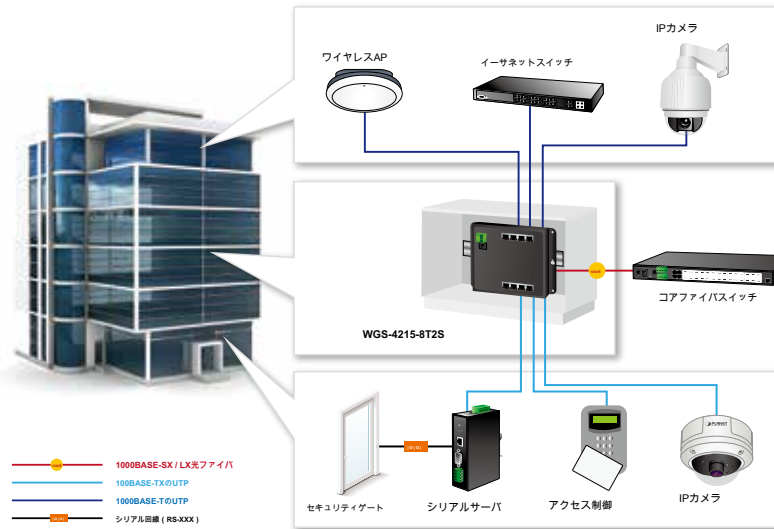 IPカメラ
ワイヤレスAP
イーサネットスイッチ
コアファイバスイッチ
WGS-4215-8T2S
1000BASE-SX / LX光ファイバ
100BASE-TXのUTP
1000BASE-TのUTP
シリアル回線 ( RS-XXX )
セキュリティゲート
シリアルサーバ
アクセス制御
IPカメラ
PLANET